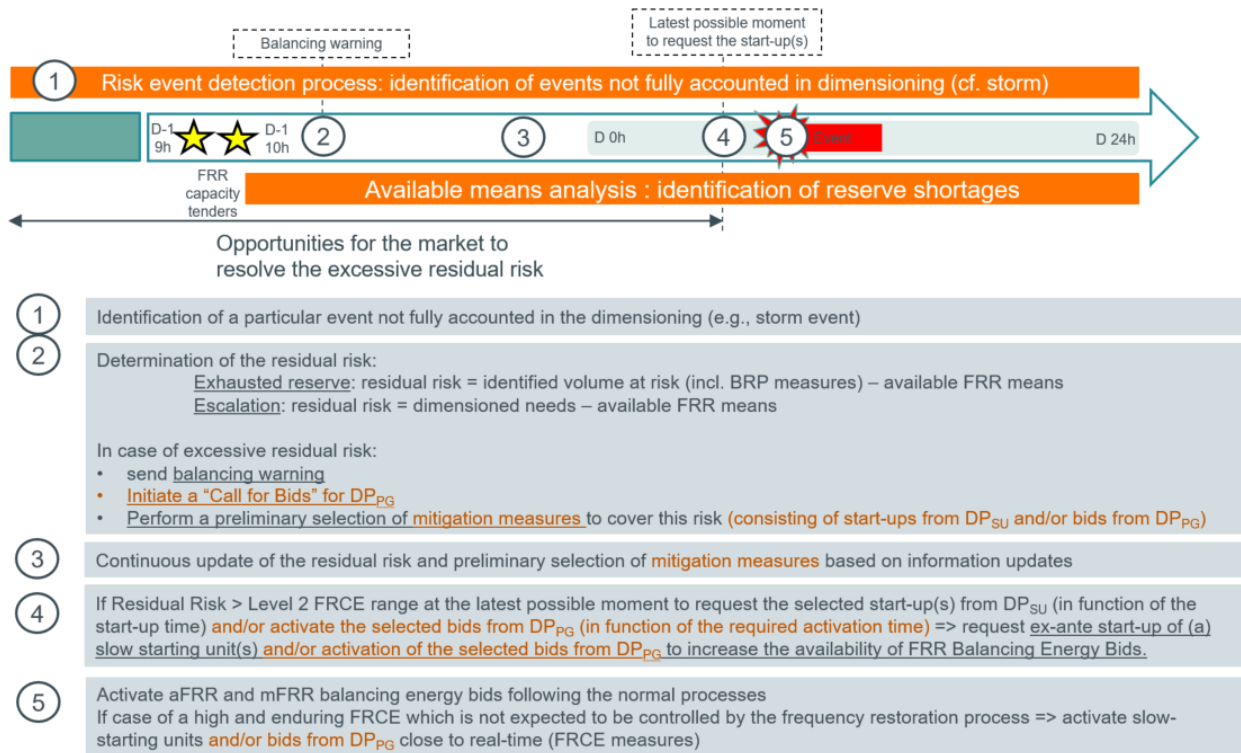 Balancing warning
Latest possible moment
to request the start-up(s)
1
Risk event detection process: identification of events not fully accounted in dimensioning (cf. storm)
D-1
9h
D-1
10h
2
3
D 0h
4
5
Event
D 24h
FRR
capacity
tenders
Available means analysis : identification of reserve shortages
Opportunities for the market to
resolve the excessive residual risk
1
Identification of a particular event not fully accounted in the dimensioning (e.g., storm event)
2
Determination of the residual risk:
Exhausted reserve: residual risk = identified volume at risk (incl. BRP measures) – available FRR means
Escalation: residual risk = dimensioned needs – available FRR means
In case of excessive residual risk:
• send balancing warning
• Initiate a “Call for Bids” for DPPG
• Perform a preliminary selection of mitigation measures to cover this risk (consisting of start-ups from DPSU and/or bids from DPPG)
3
Continuous update of the residual risk and preliminary selection of mitigation measures based on information updates
4
If Residual Risk > Level 2 FRCE range at the latest possible moment to request the selected start-up(s) from DPSU (in function of the
start-up time) and/or activate the selected bids from DPPG (in function of the required activation time) => request ex-ante start-up of (a)
slow starting unit(s) and/or activation of the selected bids from DPPG to increase the availability of FRR Balancing Energy Bids.
5
Activate aFRR and mFRR balancing energy bids following the normal processes
If case of a high and enduring FRCE which is not expected to be controlled by the frequency restoration process => activate slow-
starting units and/or bids from DPPG close to real-time (FRCE measures)